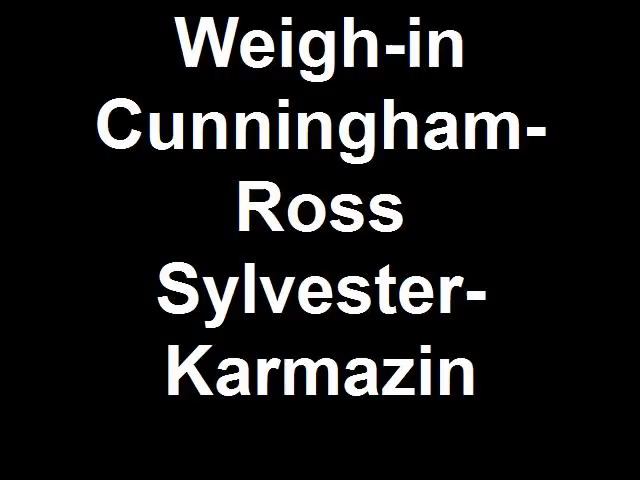 Weigh-in
Cunningham-
Ross
Sylvester-
Karmazin